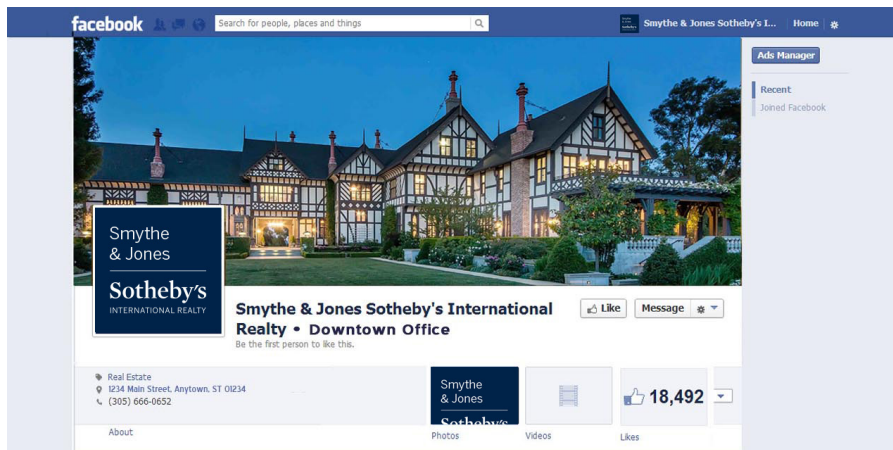 facebook
Search for people, places and things
Smythe & Jones Sotheby's I...
Home
Ads Manager
Recent
Joined Facebook
Smythe
& Jones
Sotheby's
INTERNATIONAL REALTY
Smythe & Jones Sotheby's International
Realty • Downtown Office
Be the first person to like this.
Like
Message
Real Estate
1234 Main Street, Anytown, ST 01234
(305) 666-0652
About
Smythe
& Jones
Sotheby's
Photos
Videos
18,492
Likes